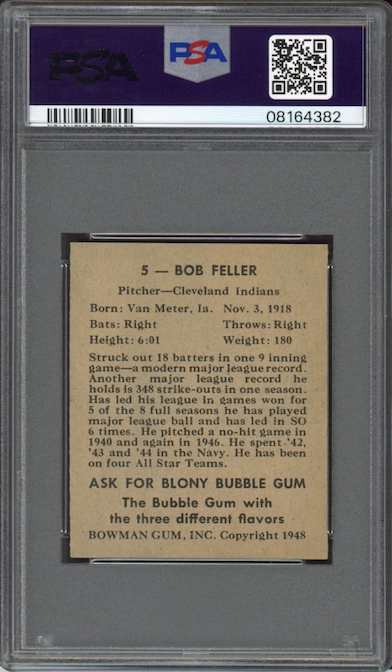 PSA
PSA
08164382
5 — BOB FELLER
Pitcher—Cleveland Indians
Born: Van Meter, Ia. Nov. 3, 1918
Bats: Right Throws: Right
Height: 6:01 Weight: 180
Struck out 18 batters in one 9 inning
game—a modern major league record.
Another major league record he
holds is 348 strike-outs in one season.
Has led his league in games won for
5 of the 8 full seasons he has played
major league ball and has led in SO
6 times. He pitched a no-hit game in
1940 and again in 1946. He spent '42,
'43 and '44 in the Navy. He has been
on four All Star Teams.
ASK FOR BLONY BUBBLE GUM
The Bubble Gum with
the three different flavors
BOWMAN GUM, INC. Copyright 1948